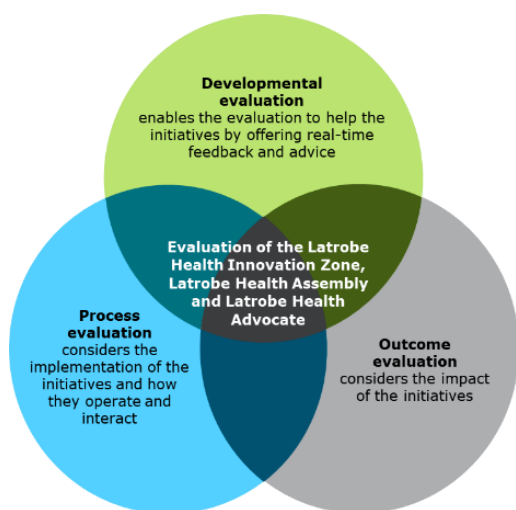 Developmental
evaluation
enables the evaluation to help the
initiatives by offering real-time
feedback and advice
Evaluation of the Latrobe
Health Innovation Zone,
Latrobe Health Assembly
and Latrobe Health
Advocate
Process
evaluation
considers the
implementation of the
initiatives and how
they operate and
interact
Outcome
evaluation
considers the impact
of the initiatives